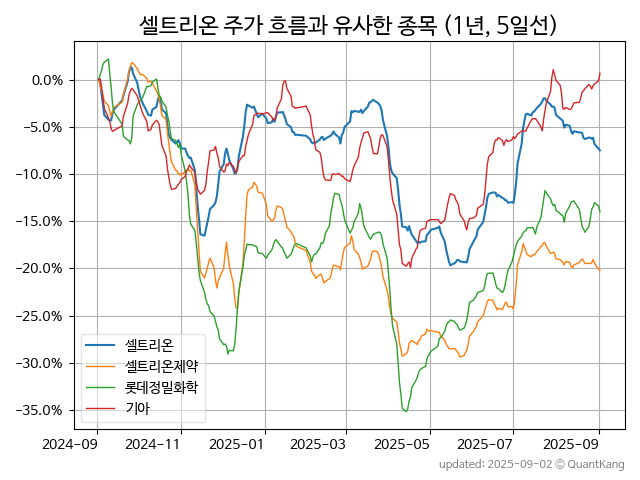 셀트리온 주가 흐름과 유사한 종목 (1년, 5일선)
0.0%
−5.0%
−10.0%
−15.0%
−20.0%
−25.0%
−30.0%
−35.0%
셀트리온
셀트리온제약
롯데정밀화학
기아
2024-09 2024-11 2025-01 2025-03 2025-05 2025-07 2025-09
updated: 2025-09-02 © QuantKang